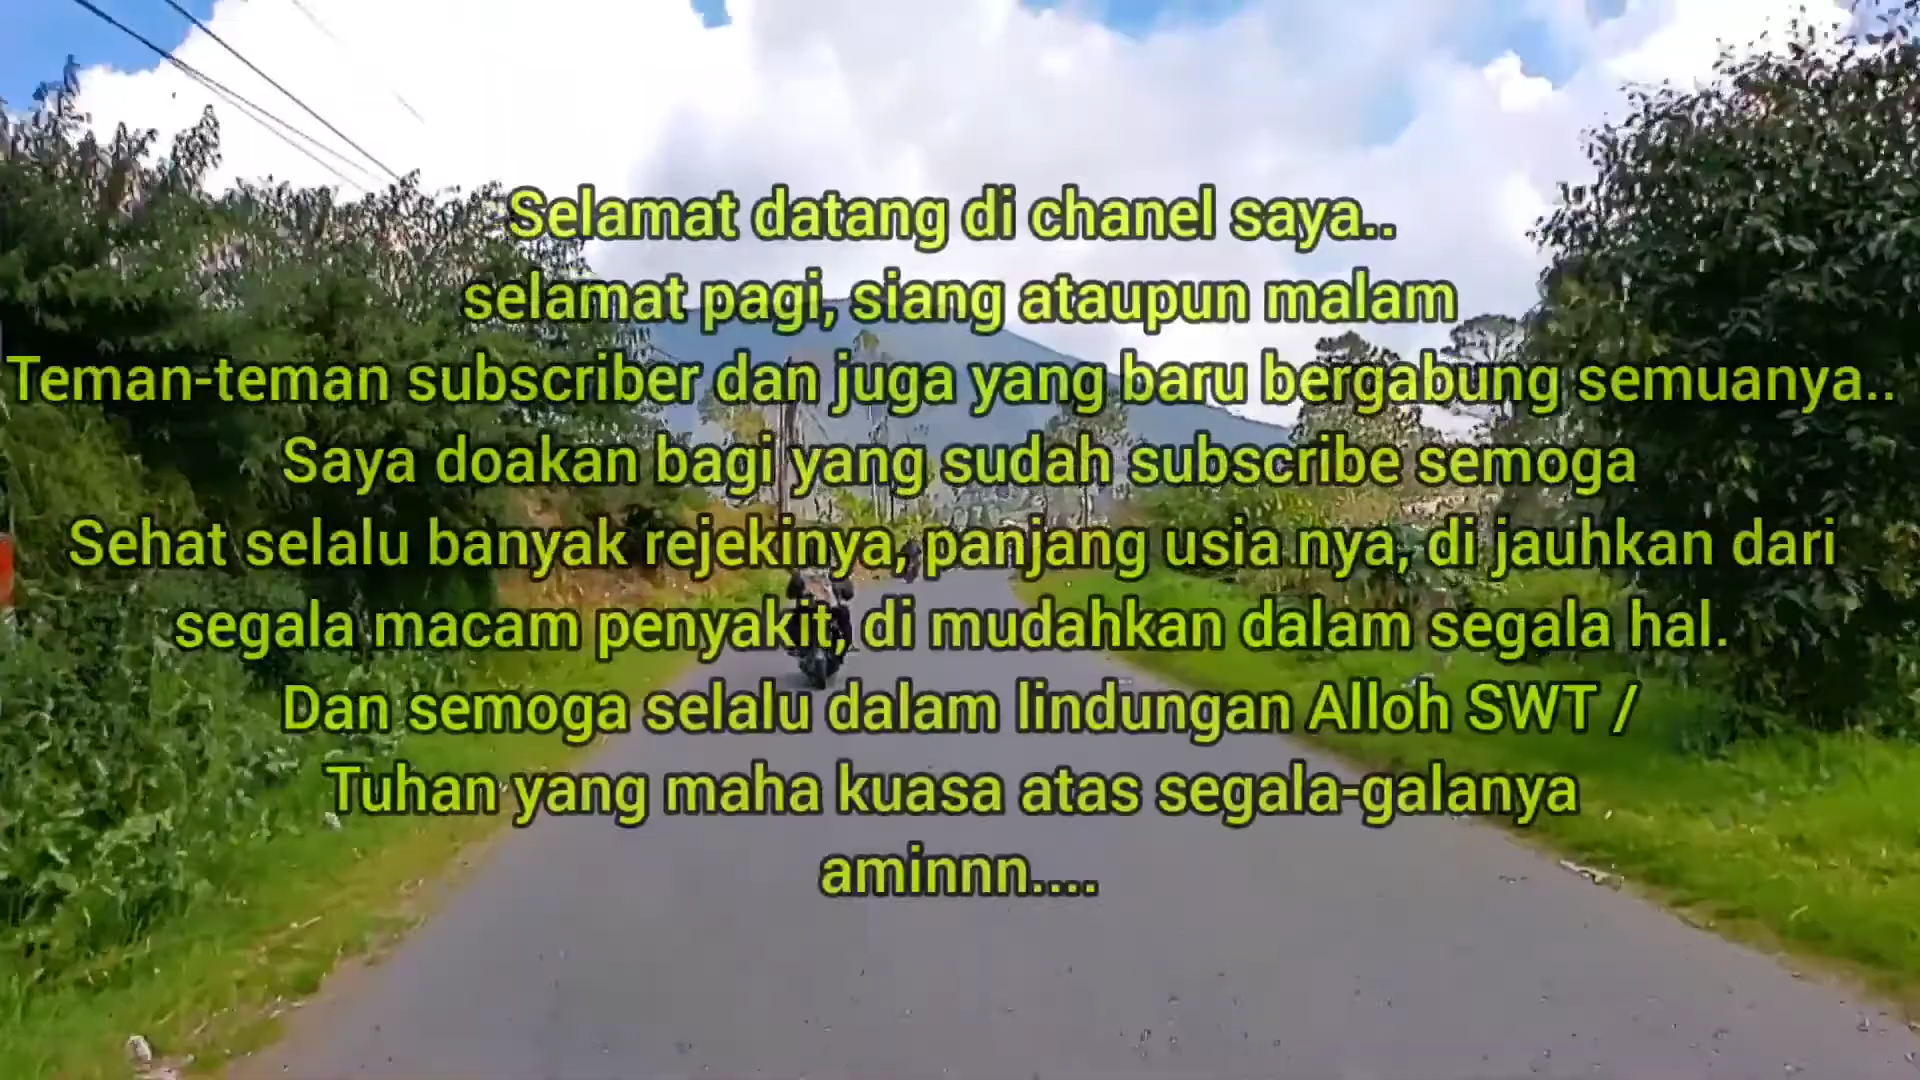 Selamat datang di chanel saya..
selamat pagi, siang ataupun malam
Teman-teman subscriber dan juga yang baru bergabung semuanya..
Saya doakan bagi yang sudah subscribe semoga
Sehat selalu banyak rejekinya, panjang usia nya, di jauhkan dari
segala macam penyakit, di mudahkan dalam segala hal.
Dan semoga selalu dalam lindungan Alloh SWT /
Tuhan yang maha kuasa atas segala-galanya
aminnn....